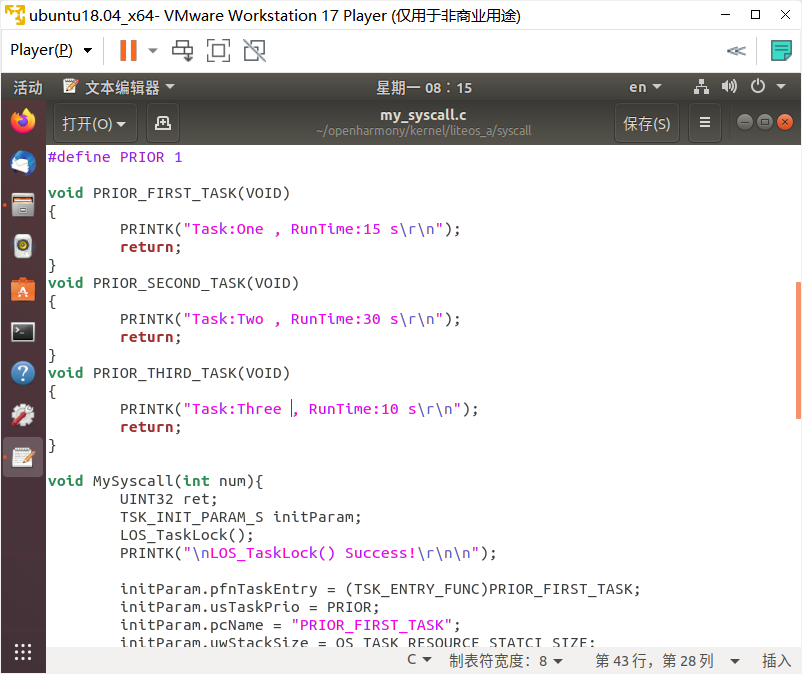 ubuntu18.04_x64- VMware Workstation 17 Player (仅用于非商业用途)
Player(P)
活动 文本编辑器 星期一 08：15 en
打开(O) my_syscall.c 保存(S)
~/openharmony/kernel/liteos_a/syscall
#define PRIOR 1
void PRIOR_FIRST_TASK(VOID)
{
PRINTK("Task:One , RunTime:15 s\r\n");
return;
}
void PRIOR_SECOND_TASK(VOID)
{
PRINTK("Task:Two , RunTime:30 s\r\n");
return;
}
void PRIOR_THIRD_TASK(VOID)
{
PRINTK("Task:Three , RunTime:10 s\r\n");
return;
}
void MySyscall(int num){
UINT32 ret;
TSK_INIT_PARAM_S initParam;
LOS_TaskLock();
PRINTK("\nLOS_TaskLock() Success!\r\n\n");
initParam.pfnTaskEntry = (TSK_ENTRY_FUNC)PRIOR_FIRST_TASK;
initParam.usTaskPrio = PRIOR;
initParam.pcName = "PRIOR_FIRST_TASK";
initParam.uwStackSize = OS_TASK_RESOURCE_STATCI_SIZE;
C 制表符宽度：8 第 43 行，第 28 列 插入